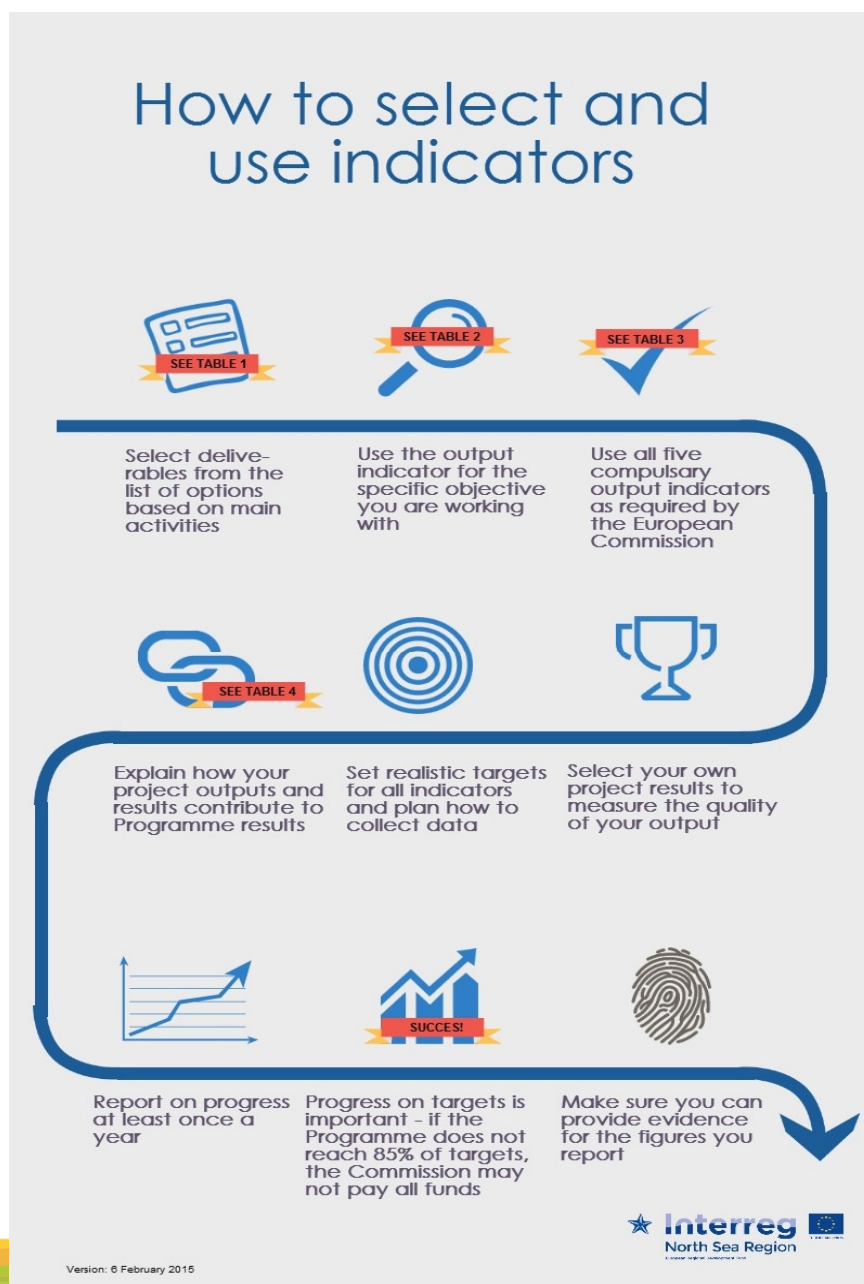 How to select and
use indicators
SEE TABLE 1
SEE TABLE 2
SEE TABLE 3
Select delive-
rables from the
list of options
based on main
activities
Use the output
indicator for the
specific objective
you are working
with
Use all five
compulsary
output indicators
as required by
the European
Commission
SEE TABLE 4
Explain how your
project outputs and
results contribute to
Programme results
Set realistic targets
for all indicators
and plan how to
collect data
Select your own
project results to
measure the quality
of your output
SUCCES!
Report on progress
at least once a
year
Progress on targets is
important - if the
Programme does not
reach 85% of targets,
the Commission may
not pay all funds
Make sure you can
provide evidence
for the figures you
report
Interreg
North Sea Region
European Regional Development Fund
Version: 6 February 2015